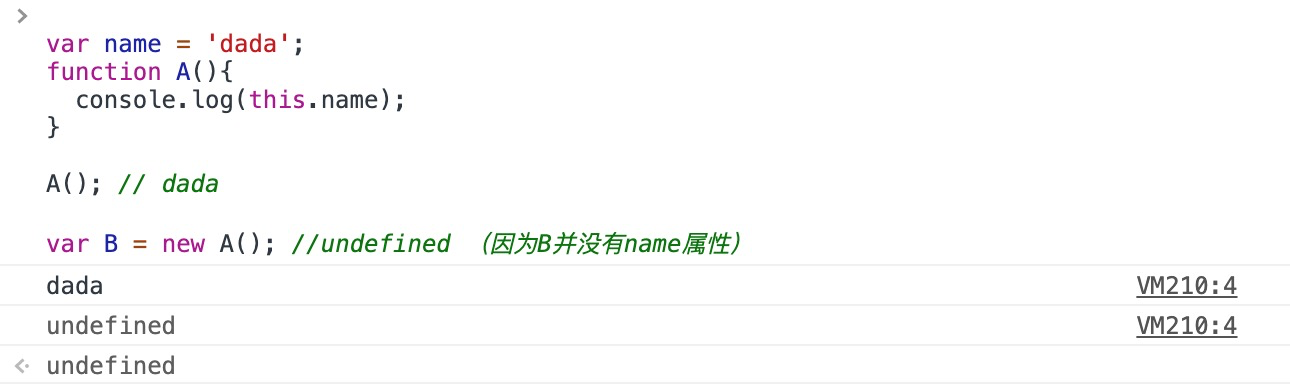 >
var name = 'dada';
function A(){
  console.log(this.name);
}
A(); // dada
var B = new A(); //undefined （因为B并没有name属性）
dada VM210:4
undefined VM210:4
undefined